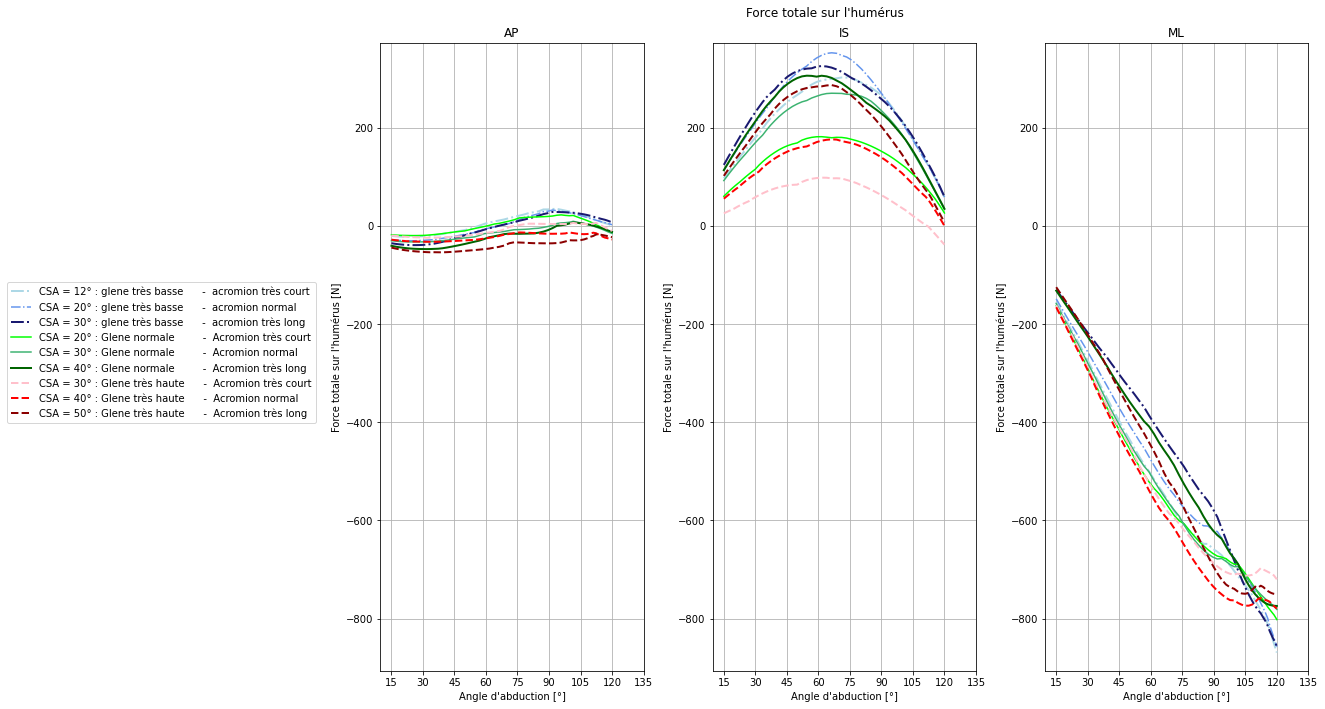 Force totale sur l'humérus
AP
IS
ML
200
0
−200
−400
−600
−800
15 30 45 60 75 90 105 120 135
Angle d'abduction [°]
Force totale sur l'humérus [N]
200
0
−200
−400
−600
−800
15 30 45 60 75 90 105 120 135
Angle d'abduction [°]
Force totale sur l'humérus [N]
200
0
−200
−400
−600
−800
15 30 45 60 75 90 105 120 135
Angle d'abduction [°]
Force totale sur l'humérus [N]
CSA = 12° : glene très basse - acromion très court
CSA = 20° : glene très basse - acromion normal
CSA = 30° : glene très basse - acromion très long
CSA = 20° : Glene normale - Acromion très court
CSA = 30° : Glene normale - Acromion normal
CSA = 40° : Glene normale - Acromion très long
CSA = 30° : Glene très haute - Acromion très court
CSA = 40° : Glene très haute - Acromion normal
CSA = 50° : Glene très haute - Acromion très long